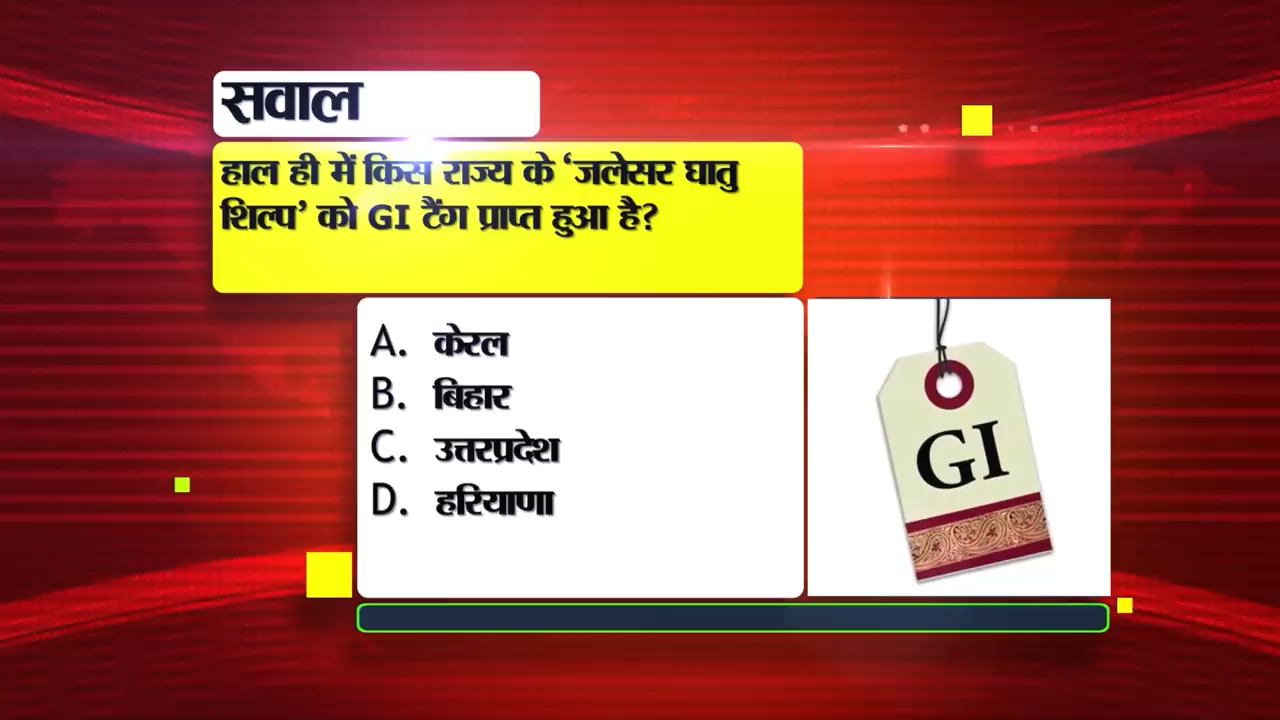 सवाल
हाल ही में किस राज्य के ‘जलेसर घातु
शिल्प’ को GI टैंग प्राप्त हुआ है?
A. केरल
B. बिहार
C. उत्तरप्रदेश
D. हरियाणा
GI